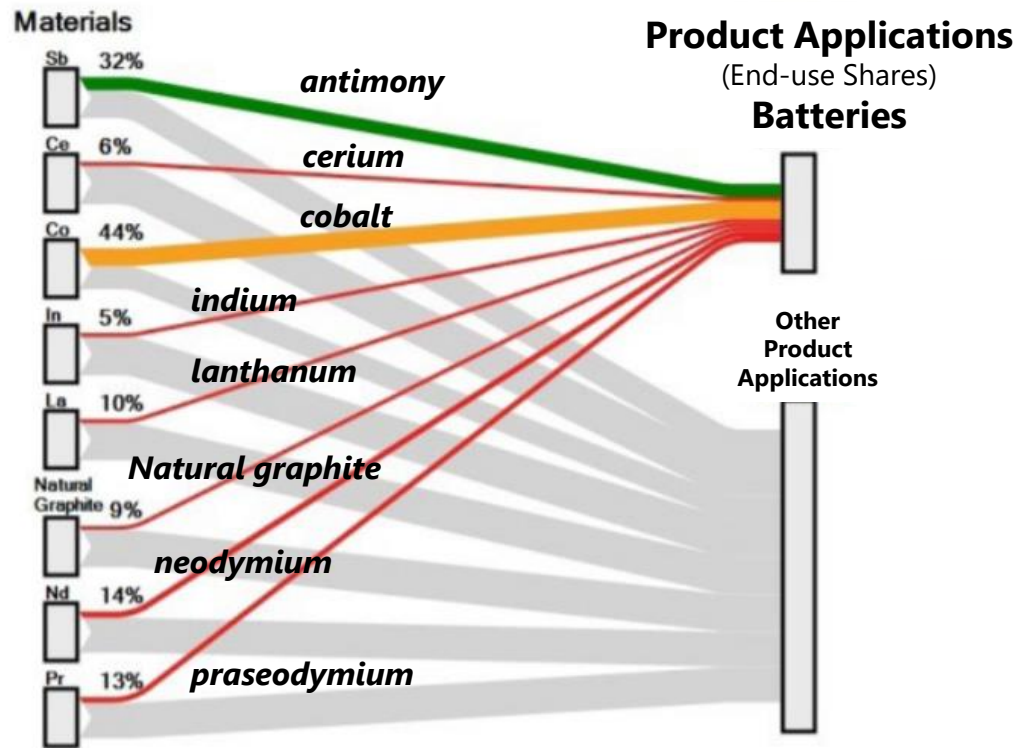 Materials
Product Applications
(End-use Shares)
Batteries
Sb 32%
antimony
Ce 6%
cerium
Co 44%
cobalt
In 5%
indium
Other
Product
Applications
La 10%
lanthanum
Natural
Graphite 9%
Natural graphite
Nd 14%
neodymium
Pr 13%
praseodymium